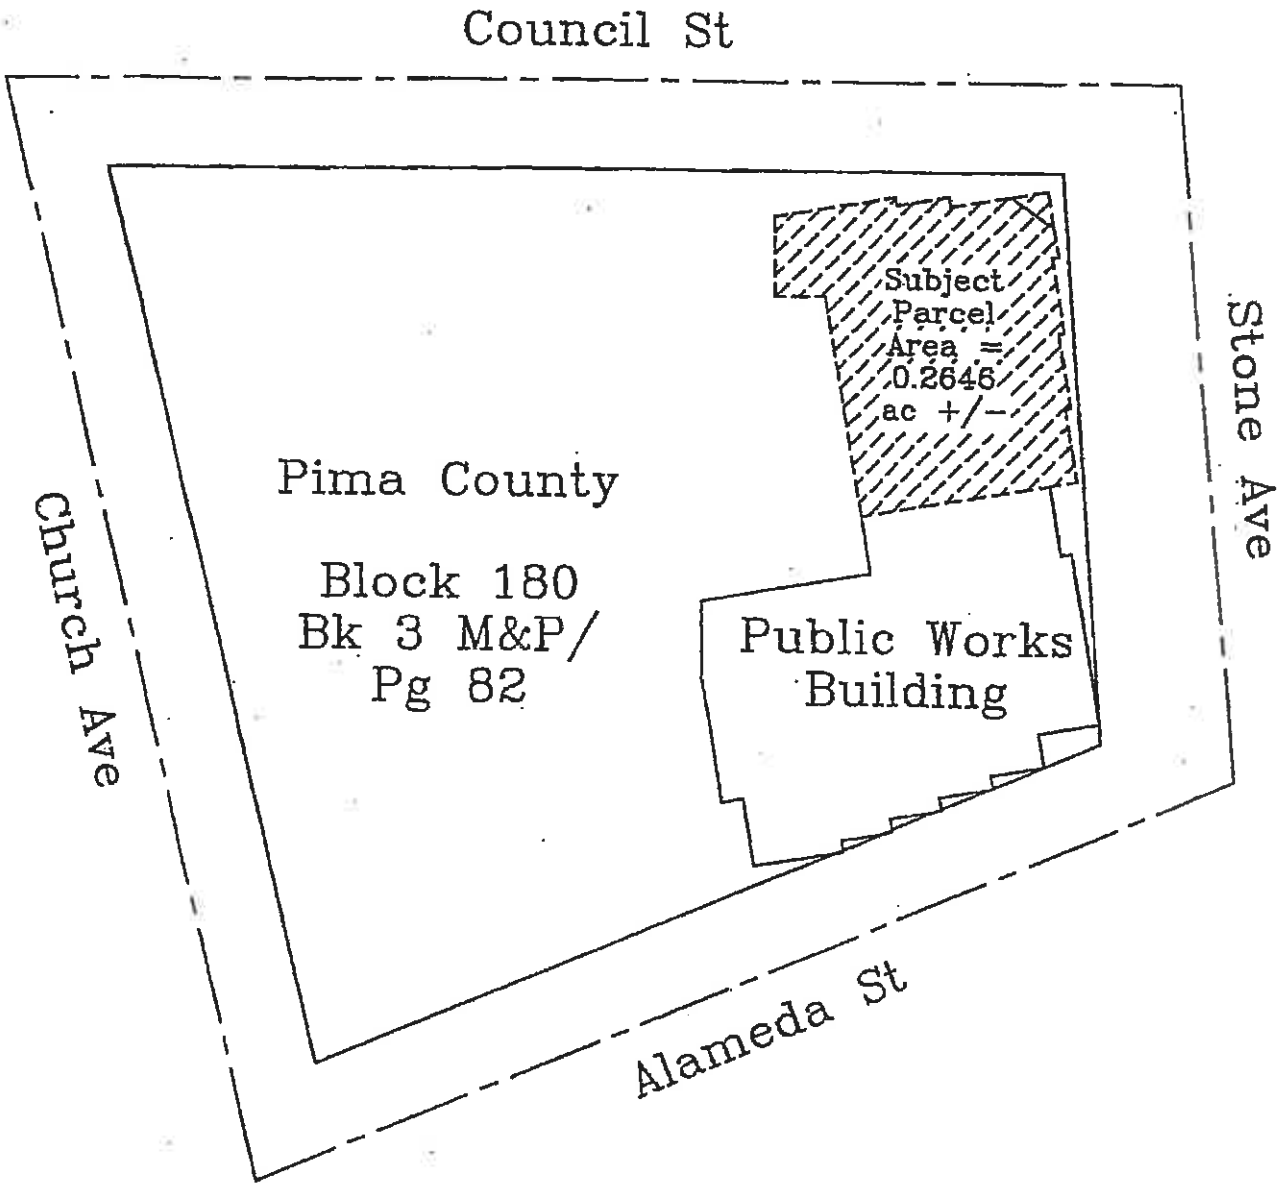 Council St
Subject
Parcel
Area =
0.2646
ac +/-
Stone Ave
Pima County
Block 180
Bk 3 M&P/
Pg 82
Church Ave
Public Works
Building
Alameda St